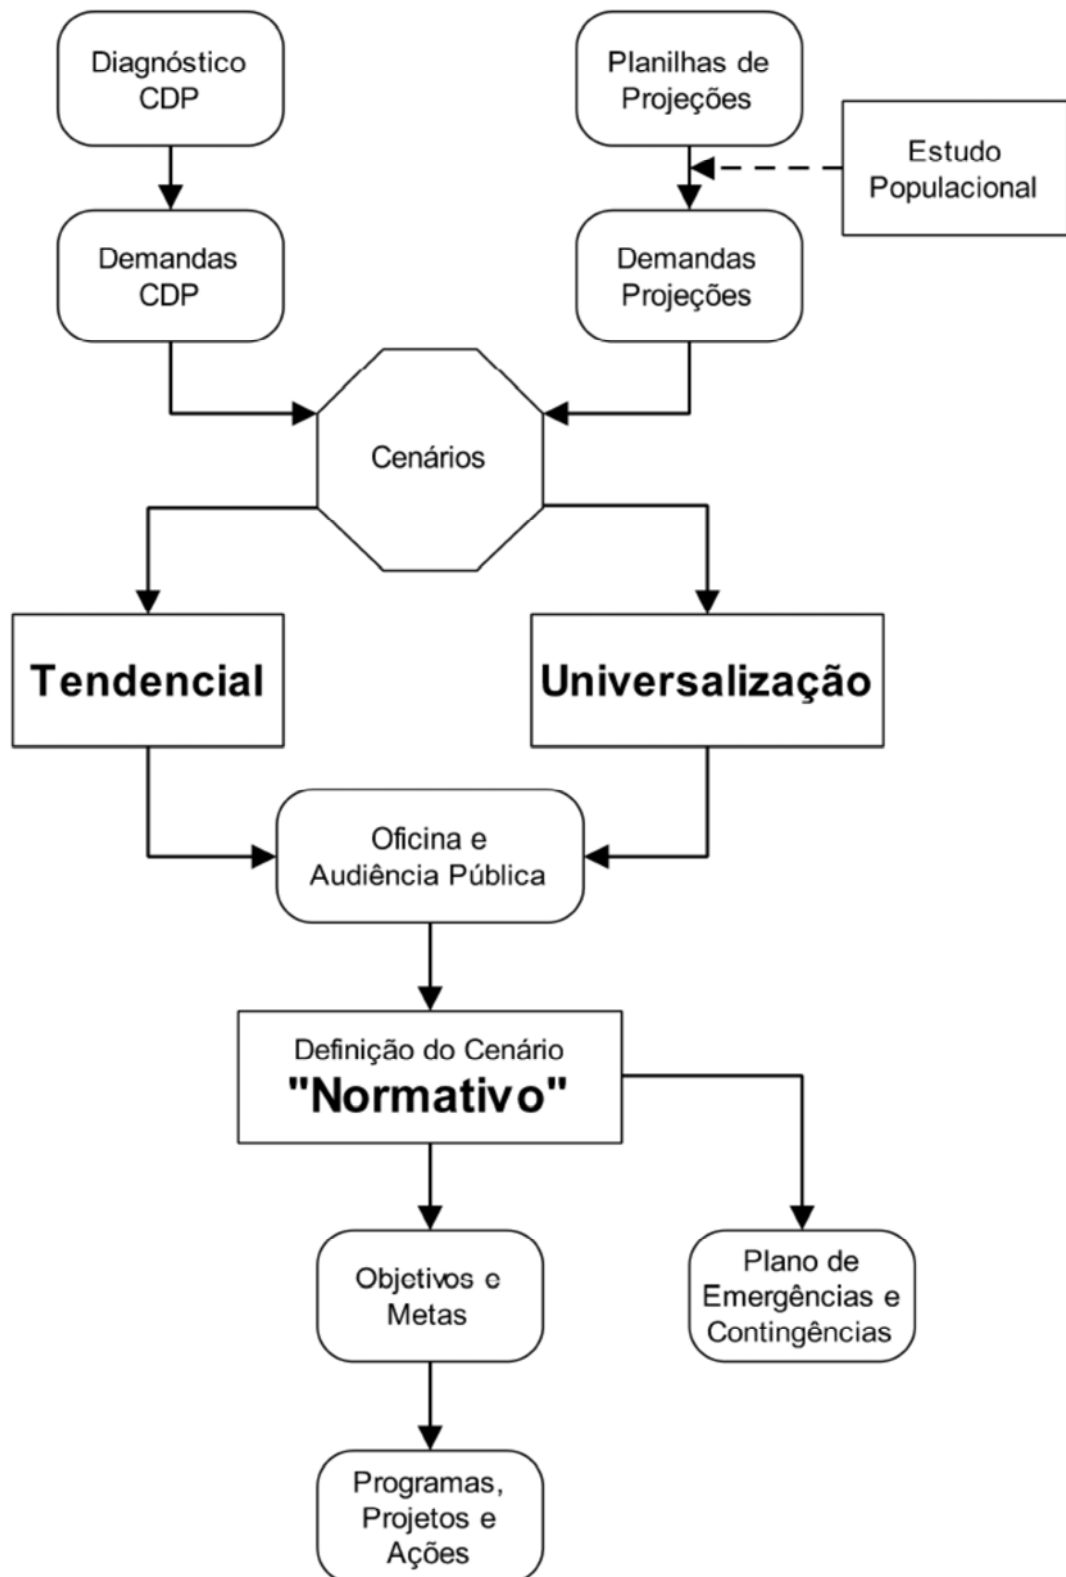 Diagnóstico
CDP
Planilhas de
Projeções
Estudo
Populacional
Demandas
CDP
Demandas
Projeções
Cenários
Tendencial
Universalização
Oficina e
Audiência Pública
Definição do Cenário
"Normativo"
Objetivos e
Metas
Plano de
Emergências e
Contingências
Programas,
Projetos e
Ações